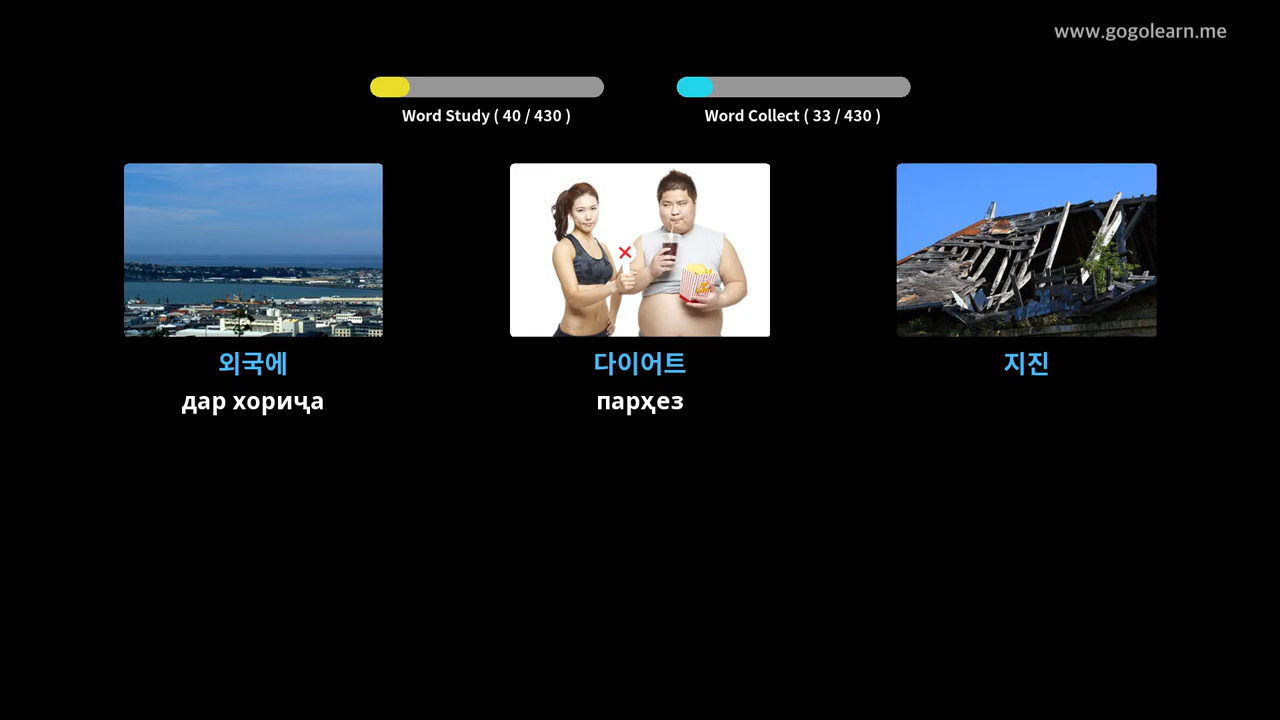 www.gogolearn.me
Word Study ( 40 / 430 )
Word Collect ( 33 / 430 )
외국에
다이어트
지진
дар хориҷа
парҳез